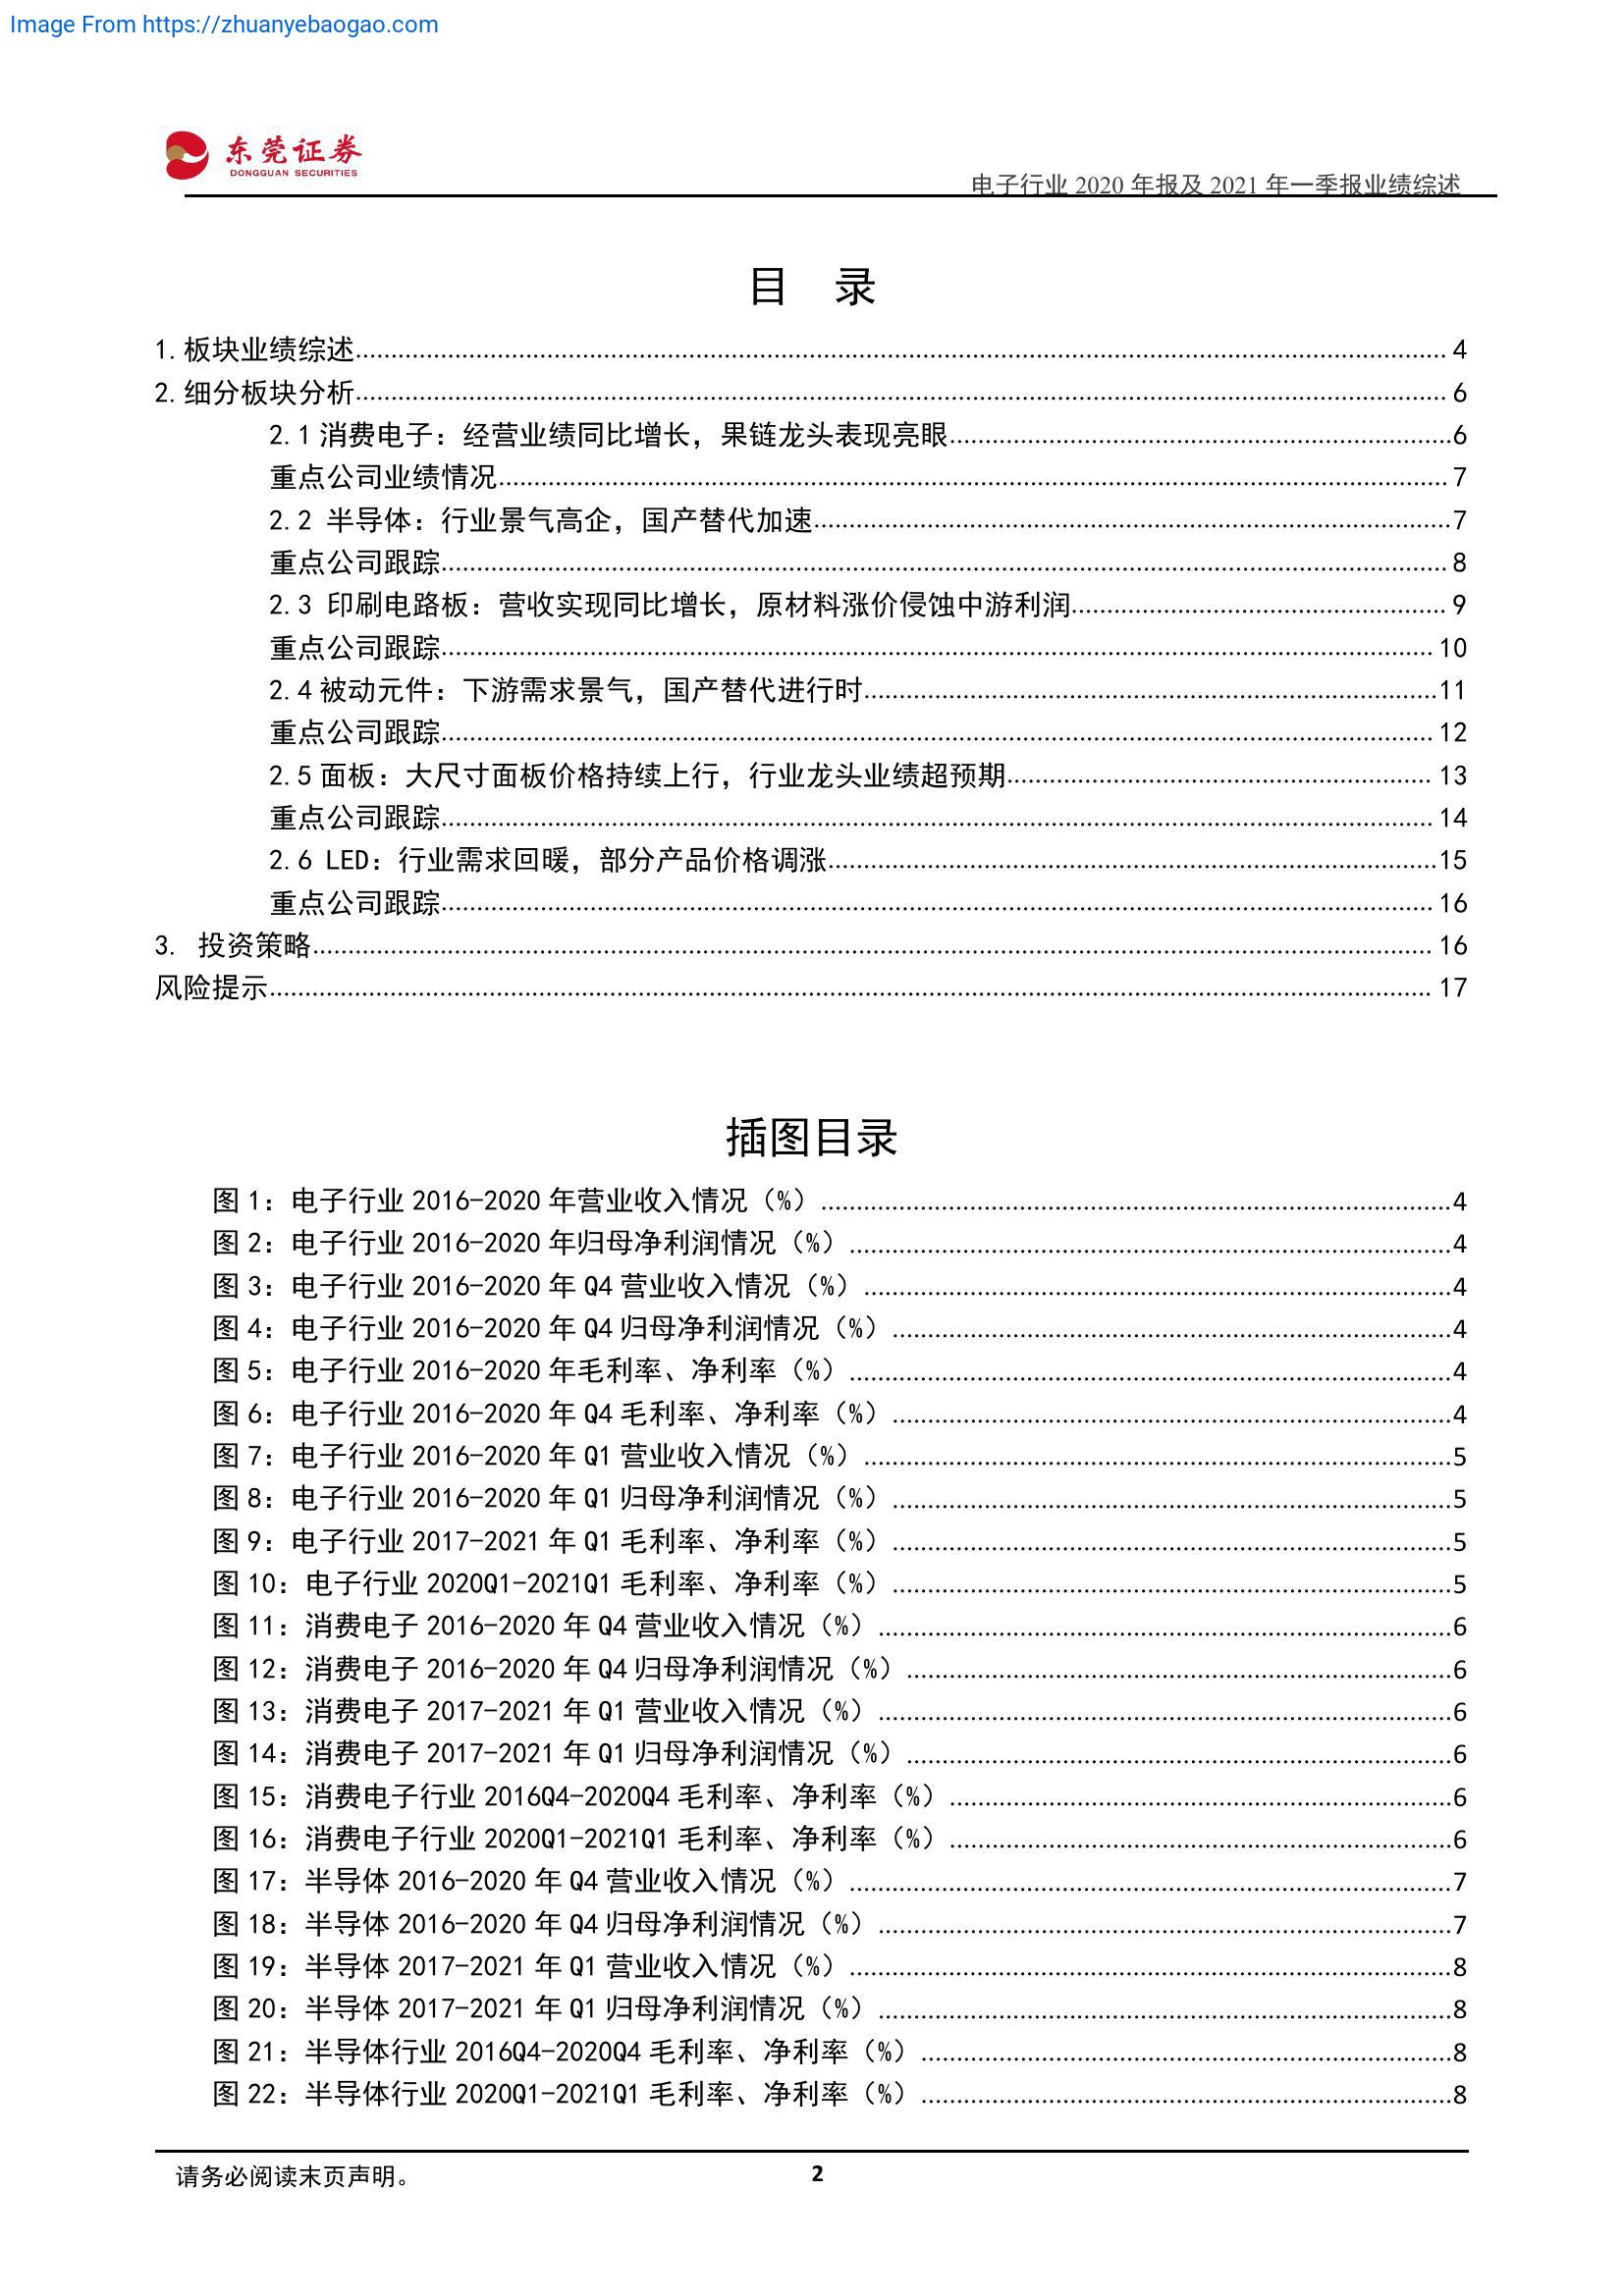 Image From https://zhuanyebaogao.com
东莞证券
DONGGUAN SECURITIES
电子行业 2020 年报及 2021 年一季报业绩综述
目 录
1.板块业绩综述........................ 4
2.细分板块分析........................ 6
2.1消费电子：经营业绩同比增长，果链龙头表现亮眼........................6
重点公司业绩情况........................ 7
2.2 半导体：行业景气高企，国产替代加速........................7
重点公司跟踪........................ 8
2.3 印刷电路板：营收实现同比增长，原材料涨价侵蚀中游利润........................ 9
重点公司跟踪........................ 10
2.4被动元件：下游需求景气，国产替代进行时........................11
重点公司跟踪........................ 12
2.5面板：大尺寸面板价格持续上行，行业龙头业绩超预期........................ 13
重点公司跟踪........................ 14
2.6 LED：行业需求回暖，部分产品价格调涨........................15
重点公司跟踪........................ 16
3. 投资策略........................ 16
风险提示........................ 17
插图目录
图 1：电子行业 2016-2020 年营业收入情况（%）........................4
图 2：电子行业 2016-2020 年归母净利润情况（%）........................4
图 3：电子行业 2016-2020 年 Q4 营业收入情况（%）........................4
图 4：电子行业 2016-2020 年 Q4 归母净利润情况（%）........................4
图 5：电子行业 2016-2020 年毛利率、净利率（%）........................4
图 6：电子行业 2016-2020 年 Q4 毛利率、净利率（%）........................4
图 7：电子行业 2016-2020 年 Q1 营业收入情况（%）........................5
图 8：电子行业 2016-2020 年 Q1 归母净利润情况（%）........................5
图 9：电子行业 2017-2021 年 Q1 毛利率、净利率（%）........................5
图 10：电子行业 2020Q1-2021Q1 毛利率、净利率（%）........................5
图 11：消费电子 2016-2020 年 Q4 营业收入情况（%）........................6
图 12：消费电子 2016-2020 年 Q4 归母净利润情况（%）........................6
图 13：消费电子 2017-2021 年 Q1 营业收入情况（%）........................6
图 14：消费电子 2017-2021 年 Q1 归母净利润情况（%）........................6
图 15：消费电子行业 2016Q4-2020Q4 毛利率、净利率（%）........................6
图 16：消费电子行业 2020Q1-2021Q1 毛利率、净利率（%）........................6
图 17：半导体 2016-2020 年 Q4 营业收入情况（%）........................7
图 18：半导体 2016-2020 年 Q4 归母净利润情况（%）........................7
图 19：半导体 2017-2021 年 Q1 营业收入情况（%）........................8
图 20：半导体 2017-2021 年 Q1 归母净利润情况（%）........................8
图 21：半导体行业 2016Q4-2020Q4 毛利率、净利率（%）........................8
图 22：半导体行业 2020Q1-2021Q1 毛利率、净利率（%）........................8
请务必阅读末页声明。
2